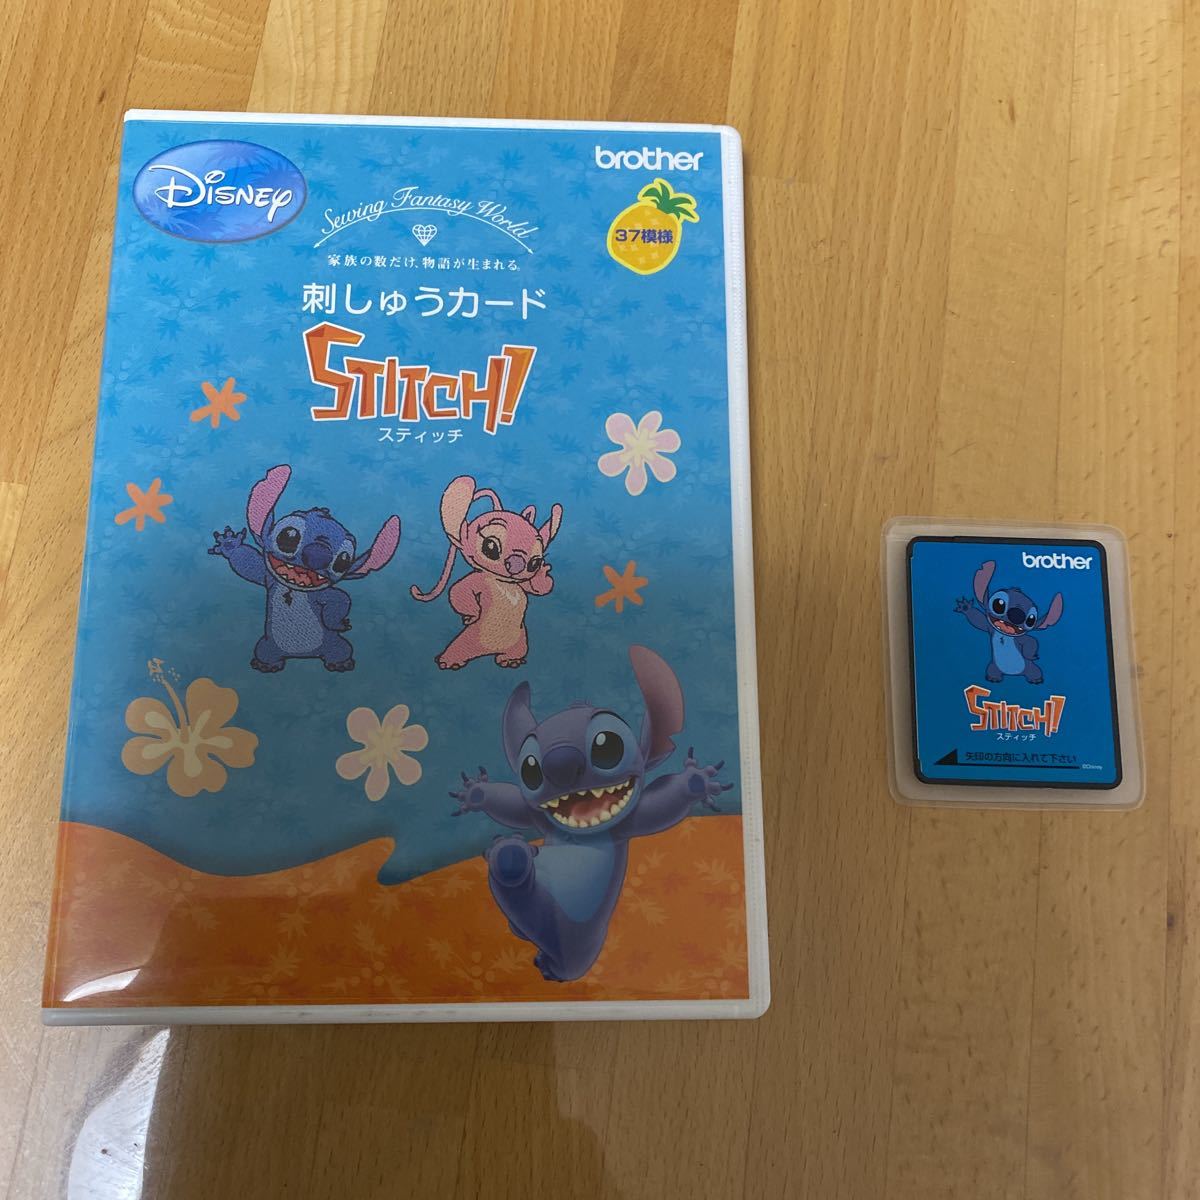 Disney
brother
Sewing Fantasy World
37模様
家族の数だけ、物語が生まれる。
刺しゅうカード
STITCH!
スティッチ
brother
STITCH!
スティッチ
矢印の方向に入れて下さい
©Disney